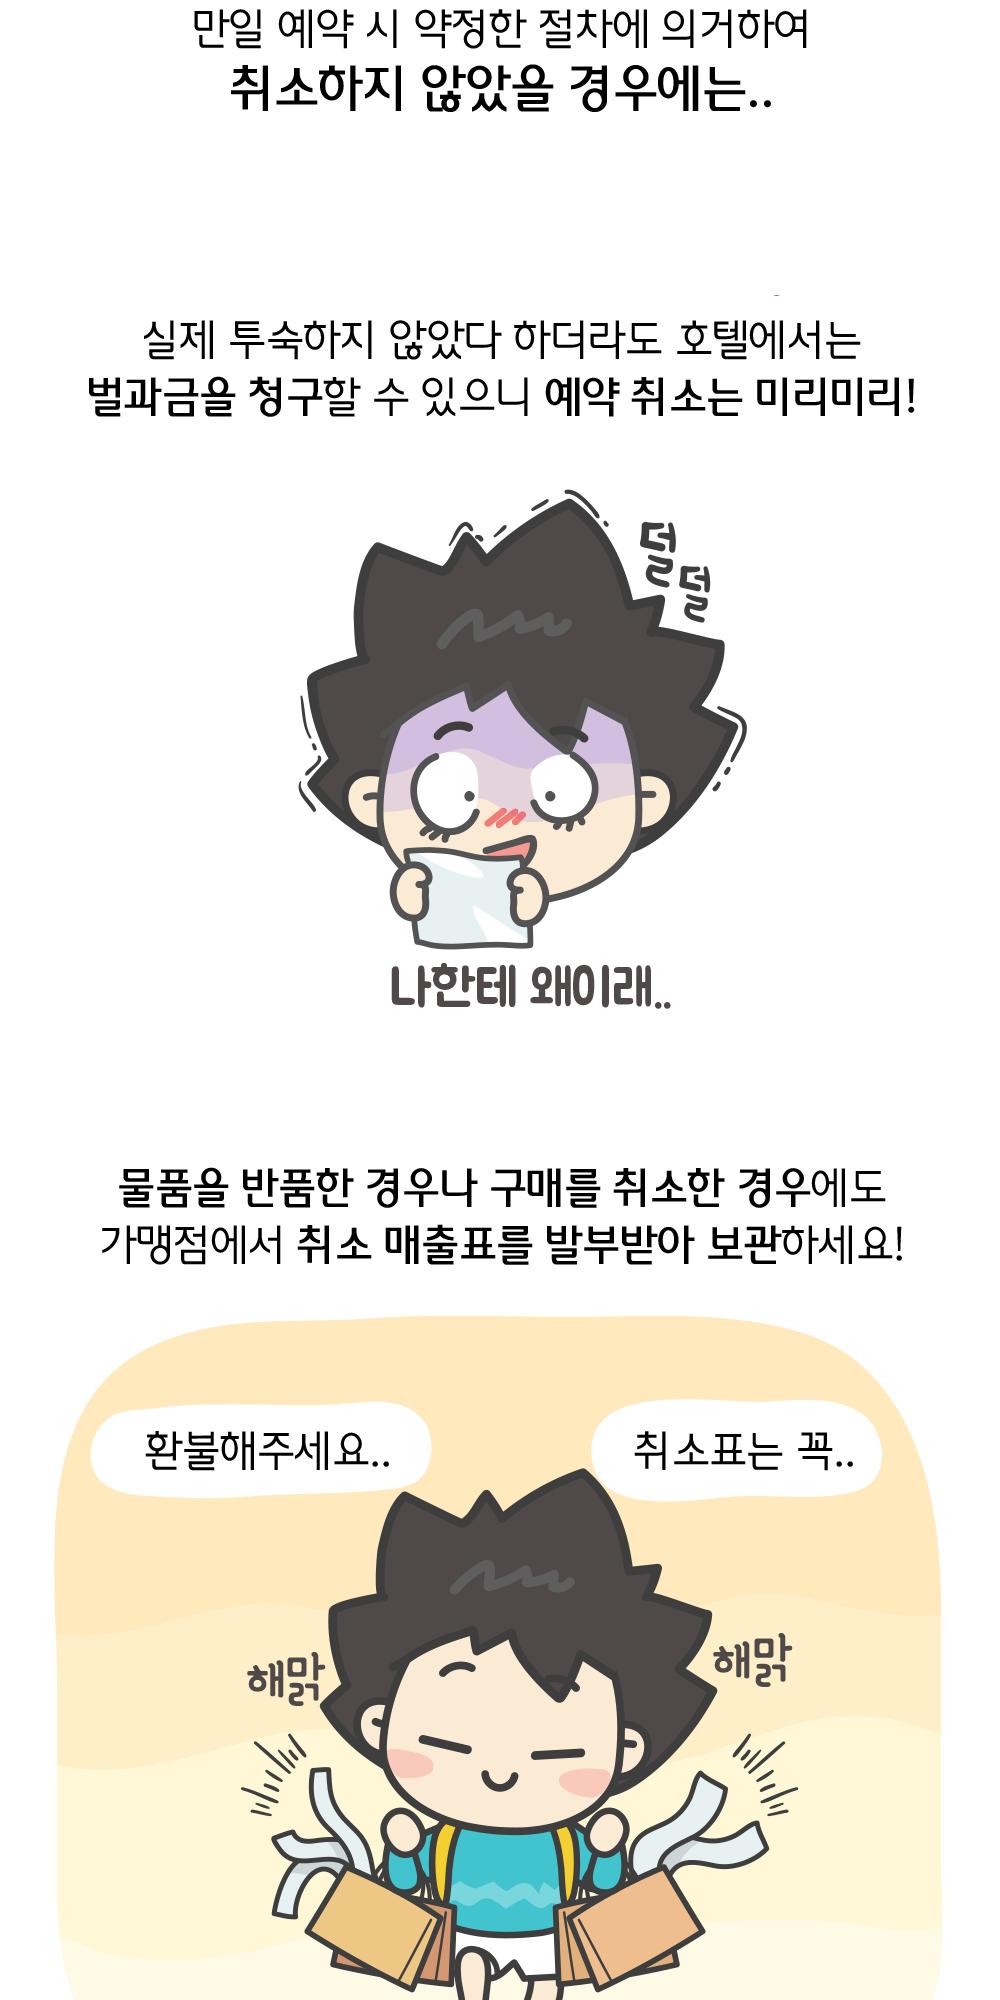 만일 예약 시 약정한 절차에 의거하여
취소하지 않았을 경우에는..
실제 투숙하지 않았다 하더라도 호텔에서는
벌과금을 청구할 수 있으니 예약 취소는 미리미리!
덜
덜
나한테 왜이래..
물품을 반품한 경우나 구매를 취소한 경우에도
가맹점에서 취소 매출표를 발부받아 보관하세요!
환불해주세요..
취소표는 꼭..
해맑
해맑